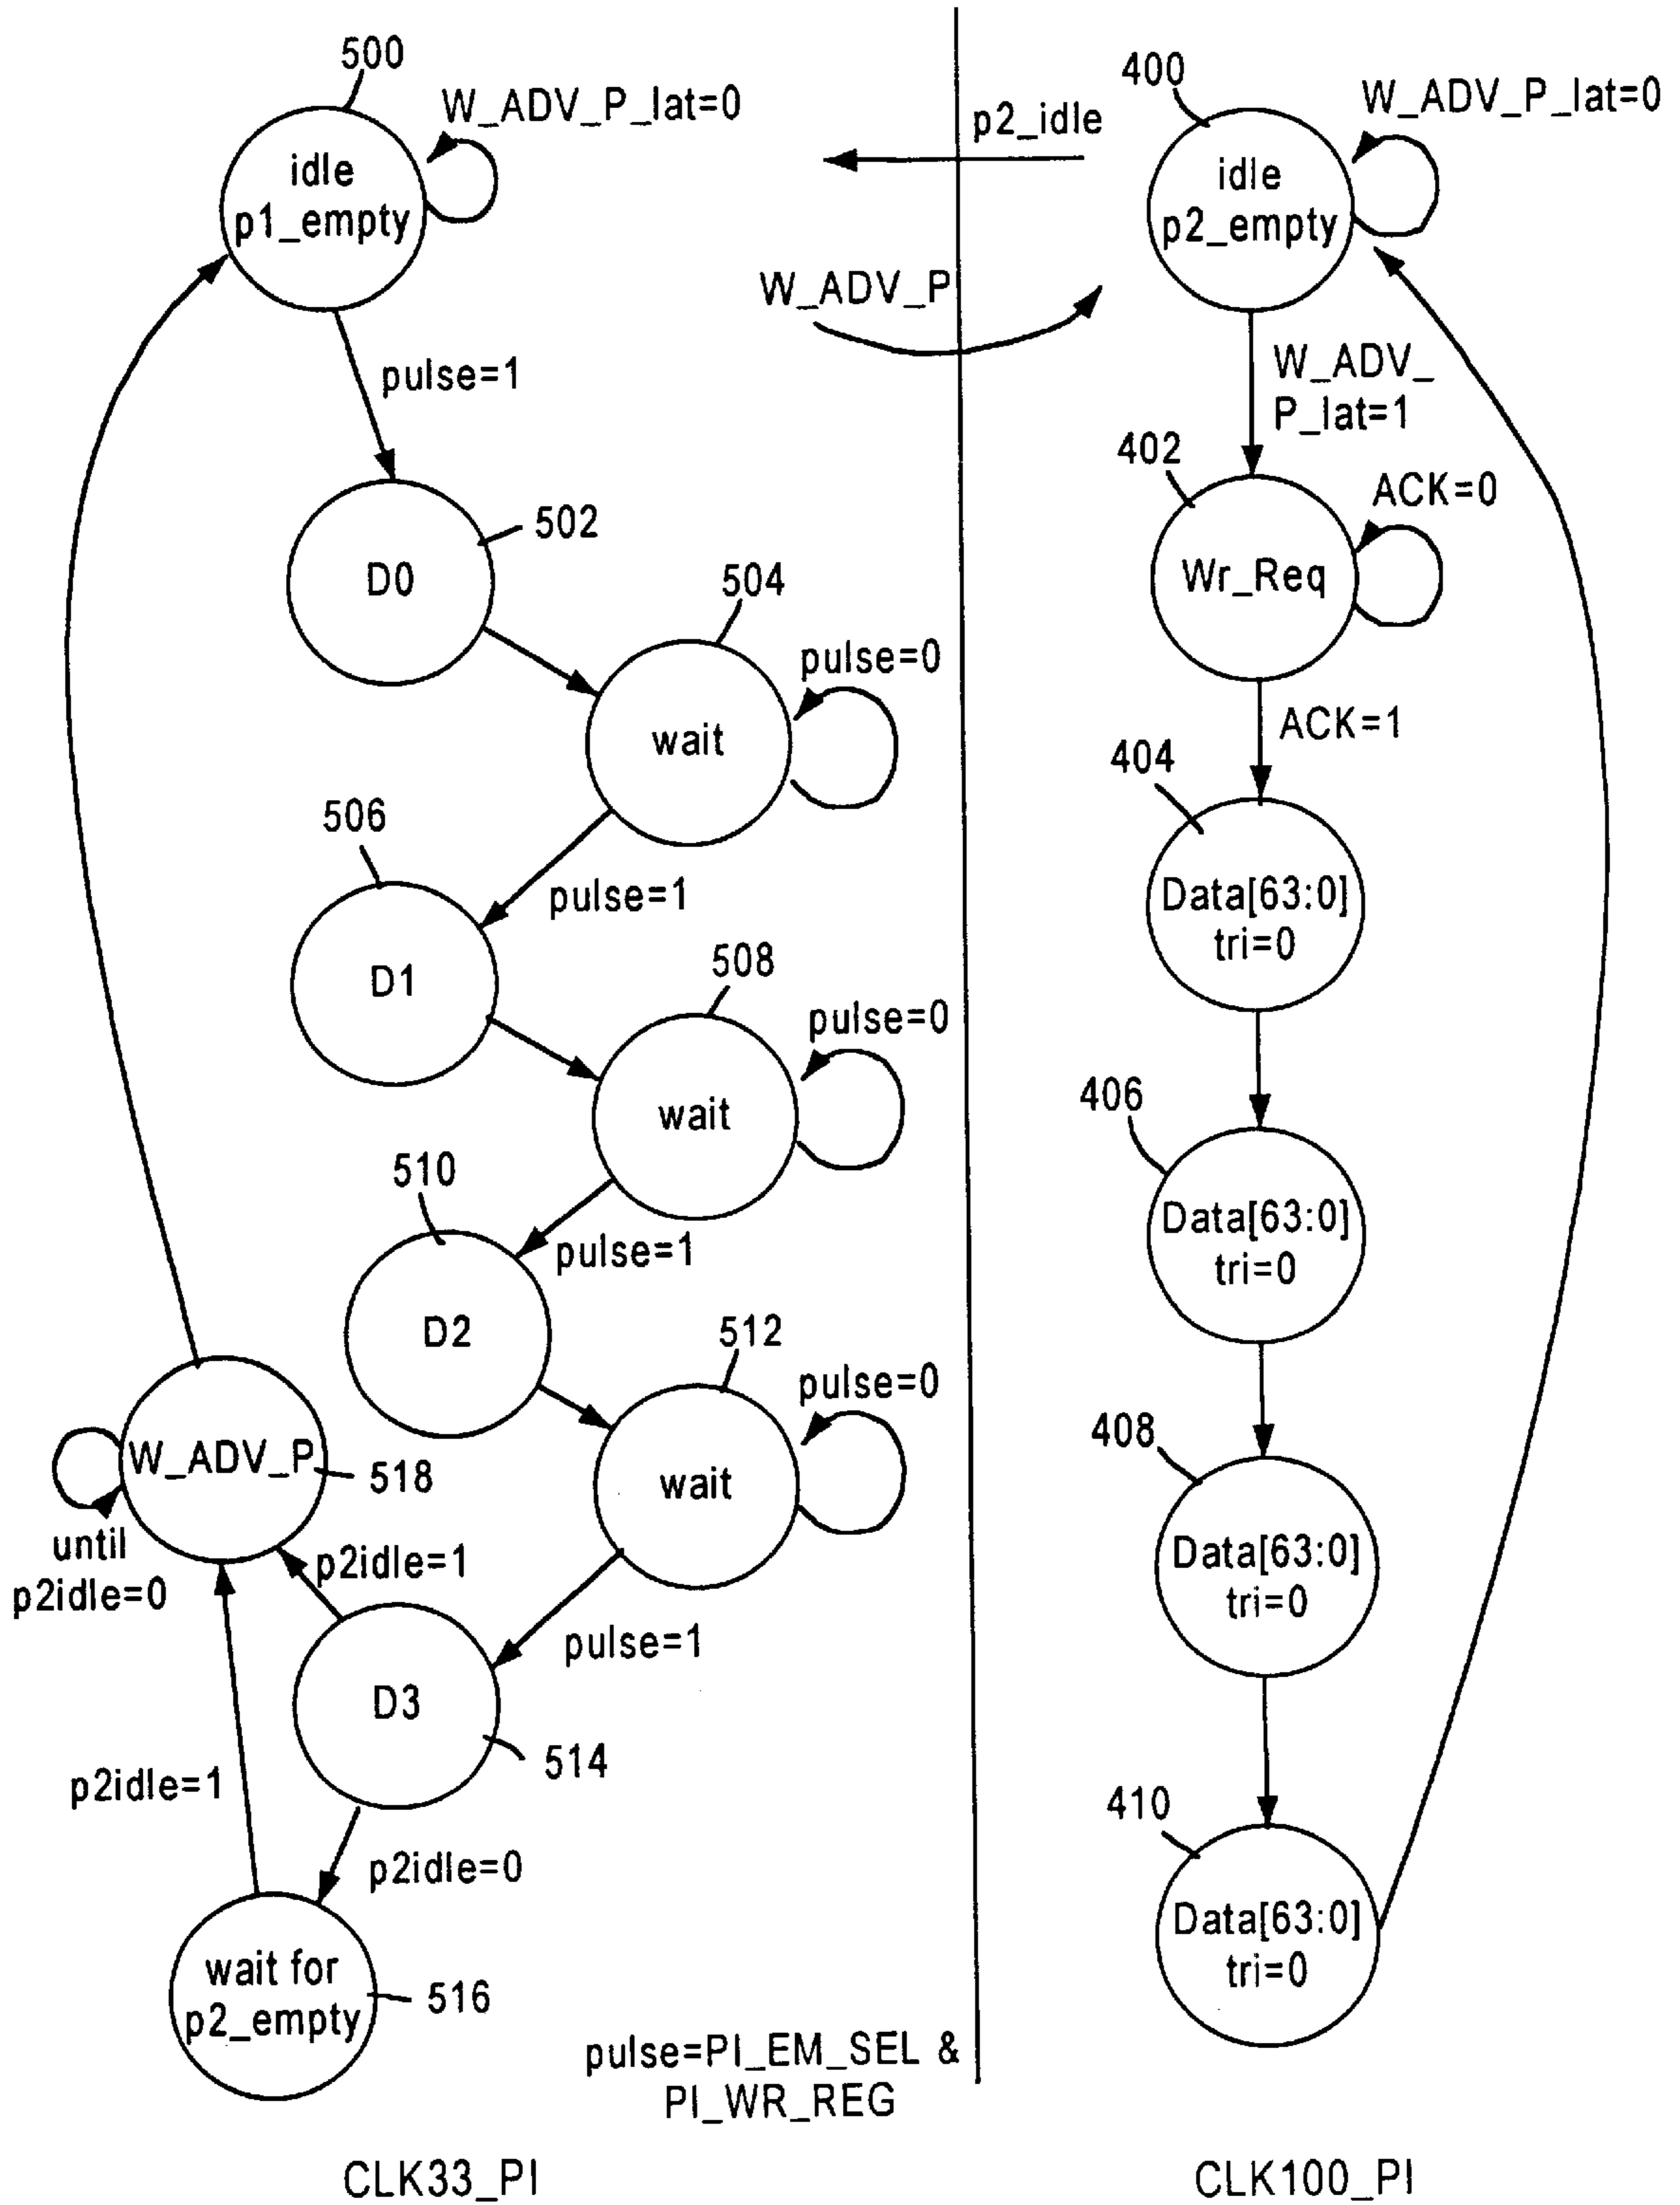 500
W_ADV_P_lat=0
idle
p1_empty
pulse=1
D0
502
504
pulse=0
wait
506
pulse=1
D1
508
pulse=0
wait
510
pulse=1
D2
512
pulse=0
wait
W_ADV_P
518
until
p2idle=0
p2idle=1
pulse=1
D3
514
p2idle=1
p2idle=0
wait for
p2_empty
516
pulse=PI_EM_SEL &
PI_WR_REG
CLK33_PI
p2_idle
W_ADV_P
400
W_ADV_P_lat=0
idle
p2_empty
W_ADV_
P_lat=1
402
ACK=0
Wr_Req
ACK=1
404
Data[63:0]
tri=0
406
Data[63:0]
tri=0
408
Data[63:0]
tri=0
410
Data[63:0]
tri=0
CLK100_PI